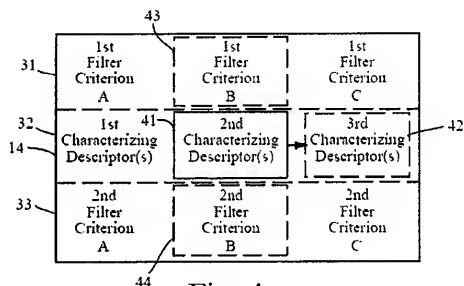 43
31
1st Filter Criterion A
1st Filter Criterion B
1st Filter Criterion C
32
14
1st Characterizing Descriptor(s)
41
2nd Characterizing Descriptor(s)
3rd Characterizing Descriptor(s)
42
33
2nd Filter Criterion A
2nd Filter Criterion B
2nd Filter Criterion C
44